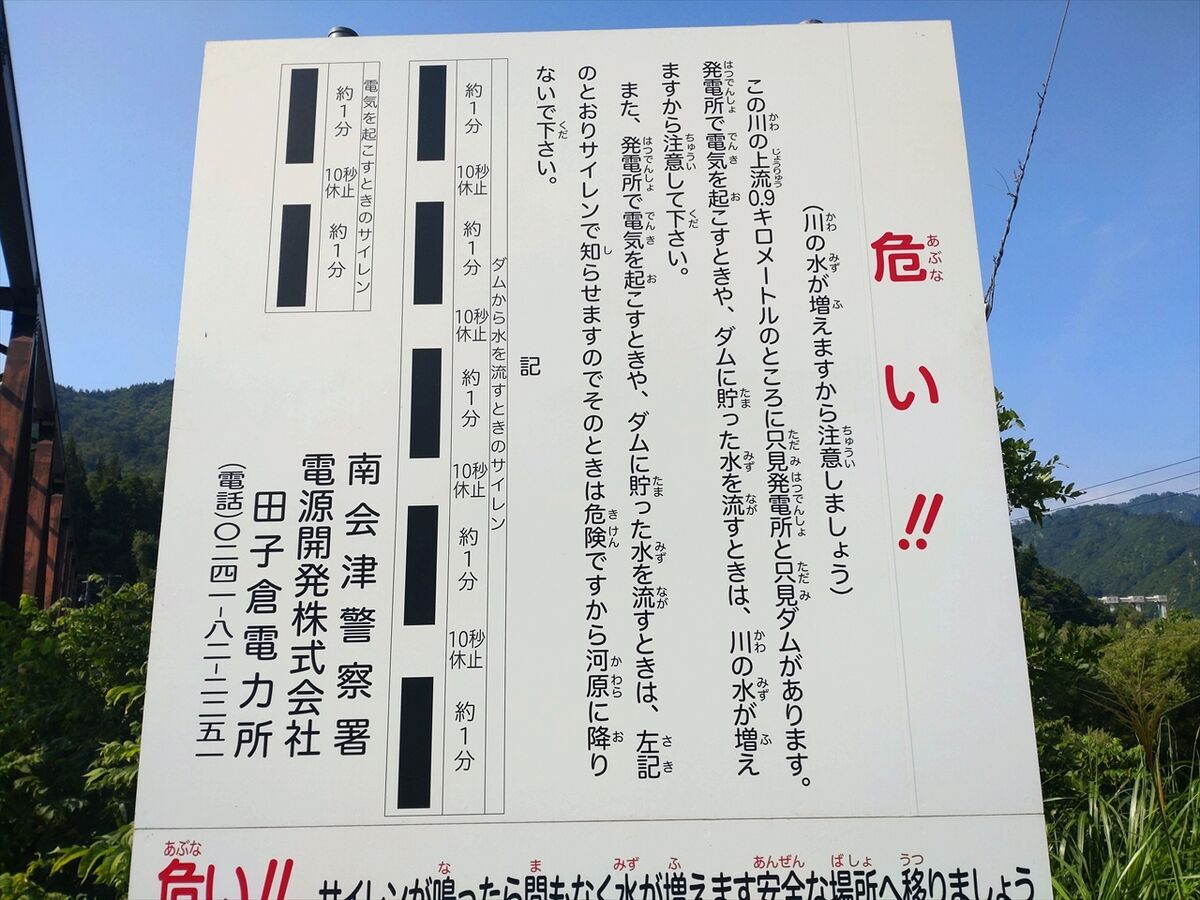 危い!!
(川の水が増えますから注意しましょう)
この川の上流0.9キロメートルのところに只見発電所と只見ダムがあります。
発電所で電気を起こすときや、ダムに貯った水を流すときは、川の水が増え
ますから注意して下さい。
また、発電所で電気を起こすときや、ダムに貯った水を流すときは、左記
のとおりサイレンで知らせますのでそのときは危険ですから河原に降り
ないで下さい。
記
ダムから水を流すときのサイレン
約1分 10秒休止 約1分 10秒休止 約1分 10秒休止 約1分 10秒休止 約1分
電気を起こすときのサイレン
約1分 10秒休止 約1分
南会津警察署
電源開発株式会社
田子倉電力所
(電話)〇二四一-八二-二二五一
危い!! サイレンが鳴ったら間もなく水が増えます安全な場所へ移りましょう